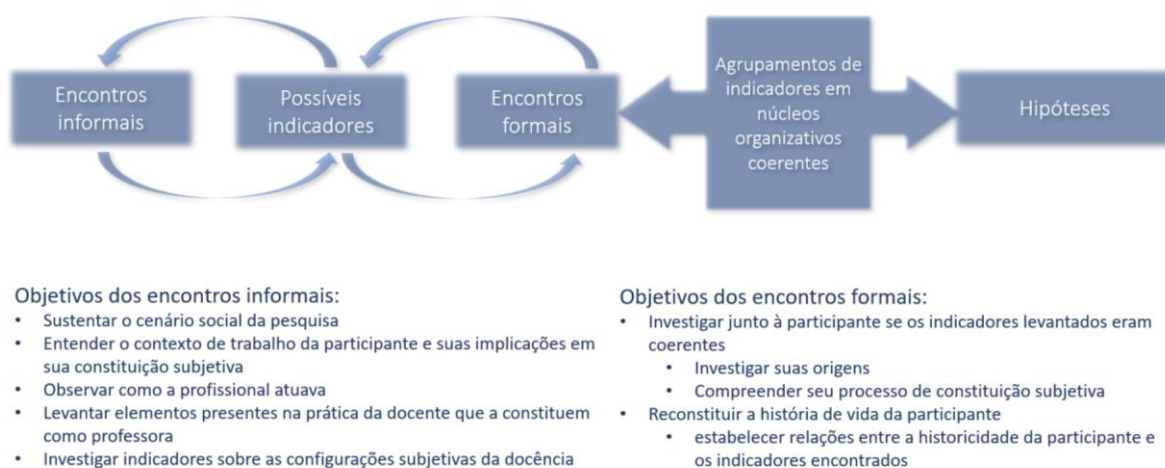 Encontros
informais
Possíveis
indicadores
Encontros
formais
Agrupamentos de
indicadores em
núcleos
organizativos
coerentes
Hipóteses
Objetivos dos encontros informais:
• Sustentar o cenário social da pesquisa
• Entender o contexto de trabalho da participante e suas implicações em
sua constituição subjetiva
• Observar como a profissional atuava
• Levantar elementos presentes na prática da docente que a constituem
como professora
• Investigar indicadores sobre as configurações subjetivas da docência
Objetivos dos encontros formais:
• Investigar junto à participante se os indicadores levantados eram
coerentes
• Investigar suas origens
• Compreender seu processo de constituição subjetiva
• Reconstituir a história de vida da participante
• estabelecer relações entre a historicidade da participante e
os indicadores encontrados